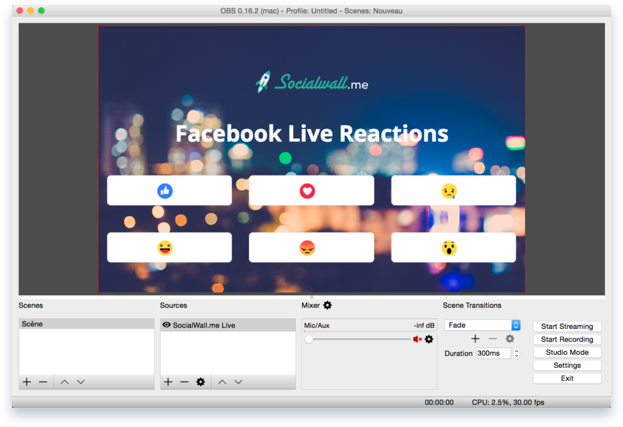 OBS 0.16.2 (mac) - Profile: Untitled - Scenes: Nouveau
Socialwall.me
Facebook Live Reactions
Scenes
Sources
Mixer
Scene Transitions
Scène
SocialWall.me Live
Mic/Aux
-inf dB
Fade
Duration
300ms
Start Streaming
Start Recording
Studio Mode
Settings
Exit
00:00:00
CPU: 2.5%, 30.00 fps